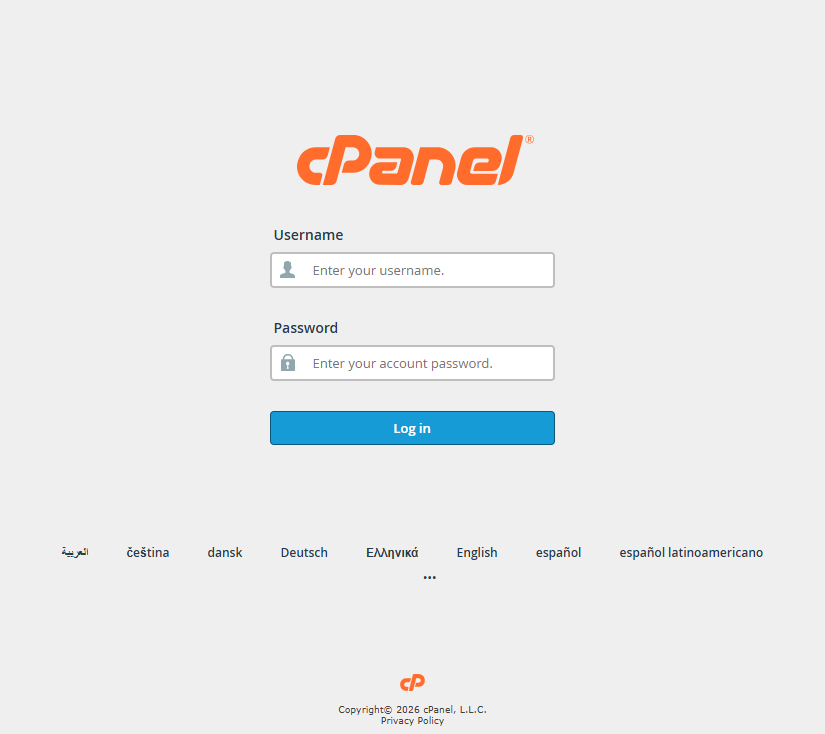 cPanel®
Username
Enter your username.
Password
Enter your account password.
Log in
العربية čeština dansk Deutsch Ελληνικά English español español latinoamericano
•••
cP
Copyright© 2026 cPanel, L.L.C.
Privacy Policy